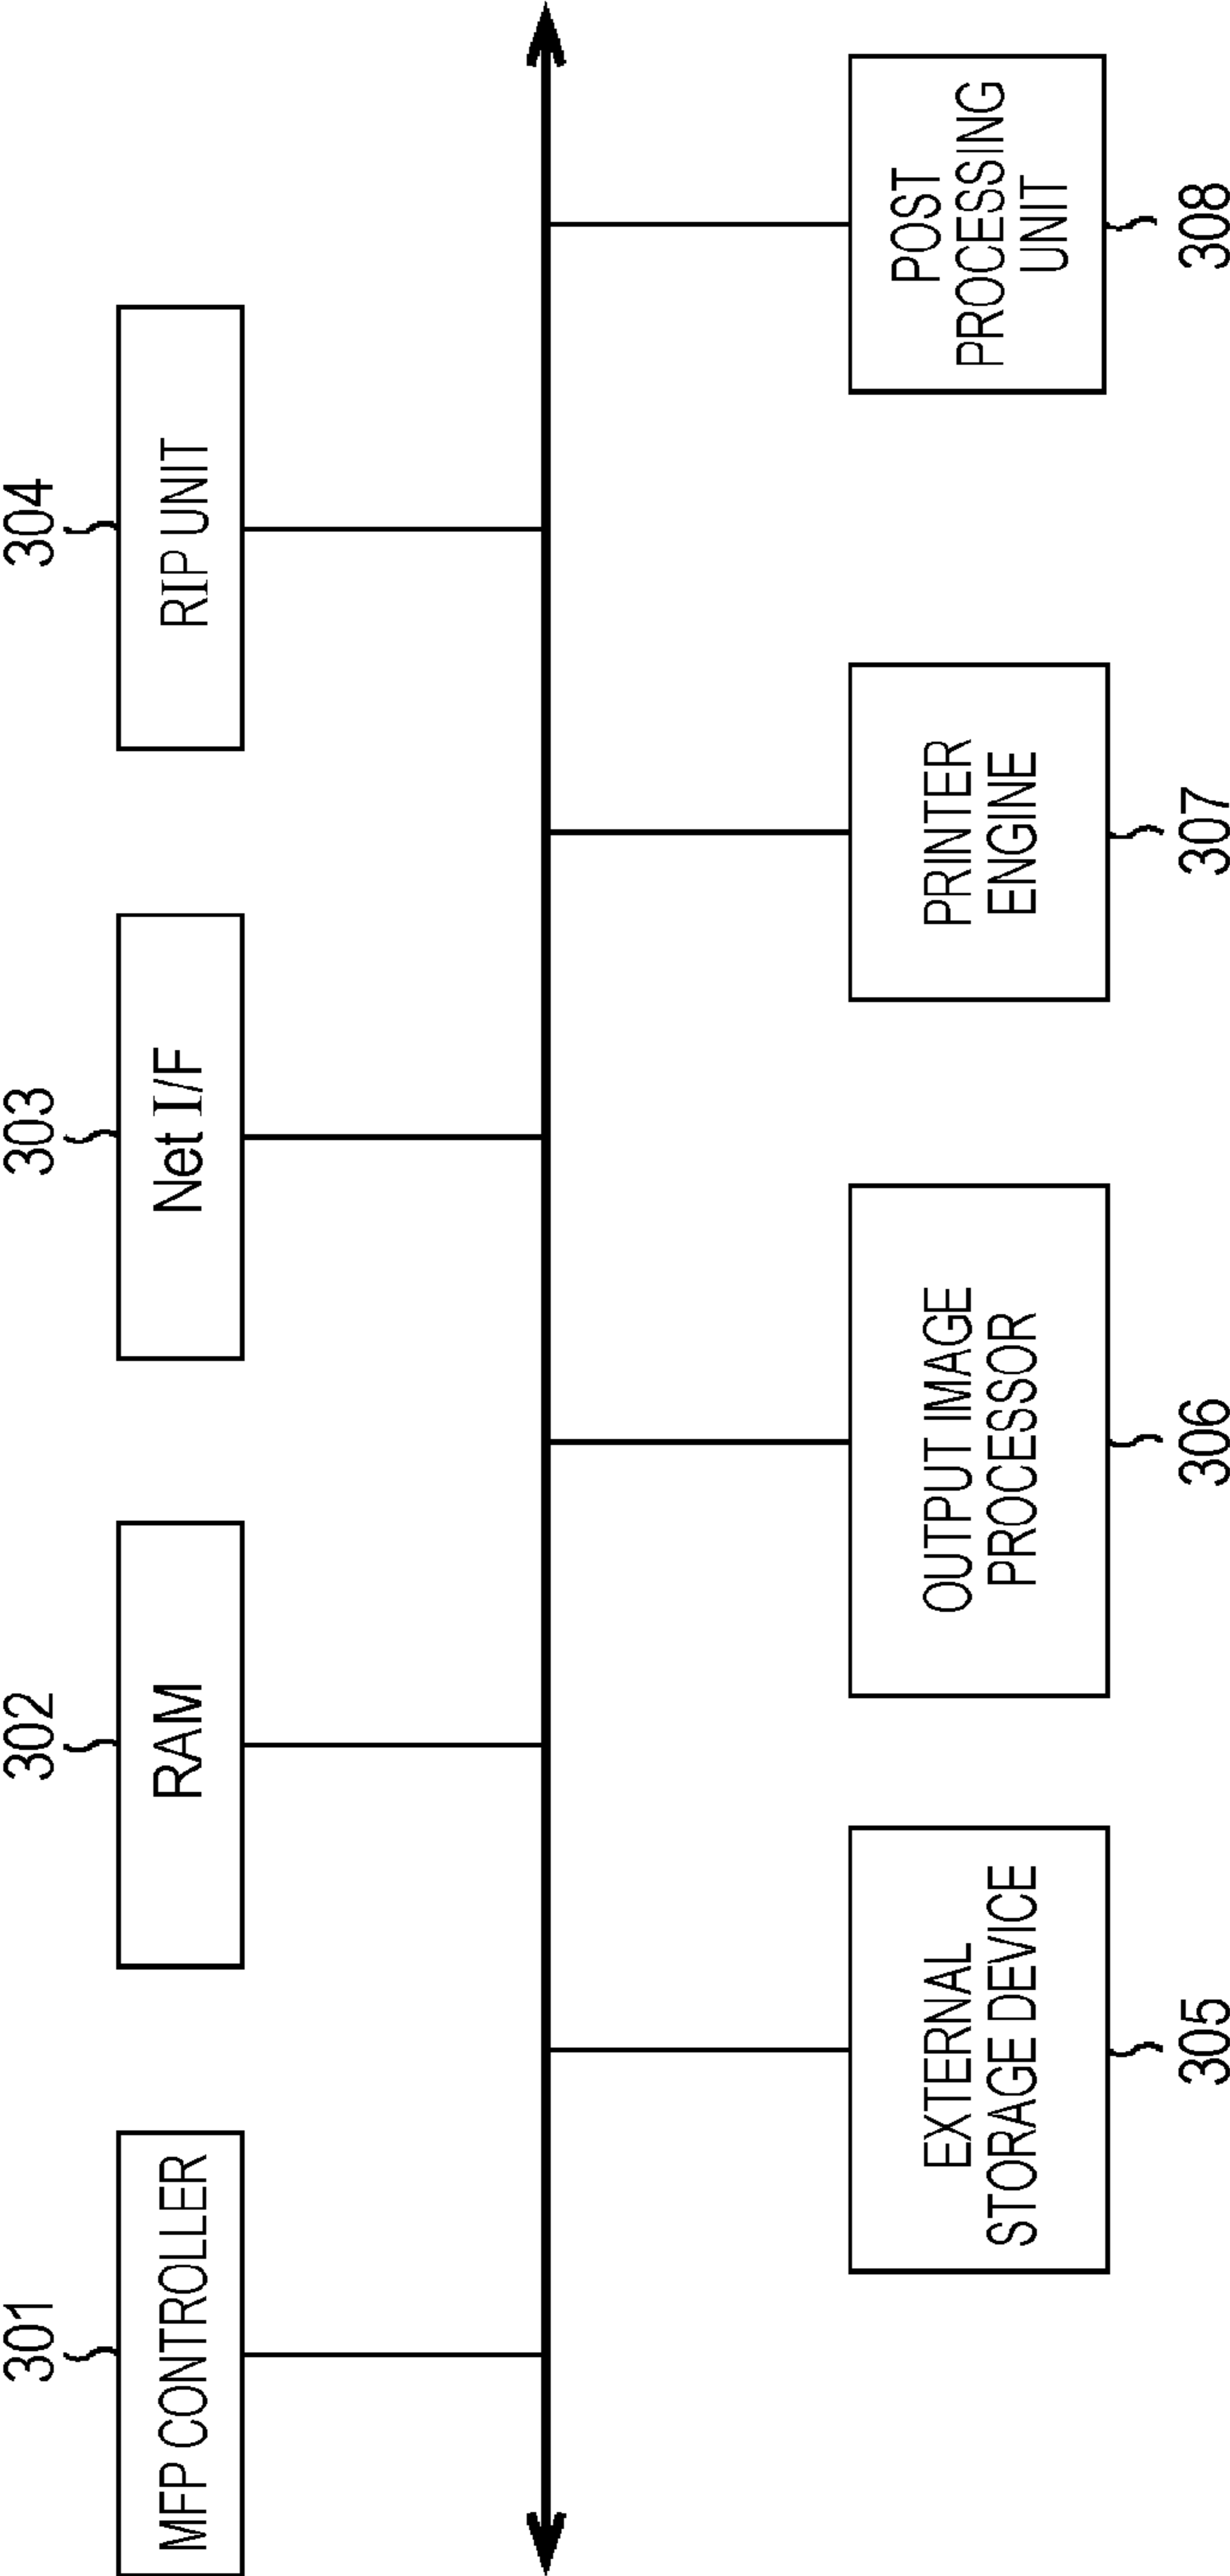 301
302
303
304
MFP CONTROLLER
RAM
Net I/F
RIP UNIT
EXTERNAL
STORAGE DEVICE
OUTPUT IMAGE
PROCESSOR
PRINTER
ENGINE
POST
PROCESSING
UNIT
305
306
307
308